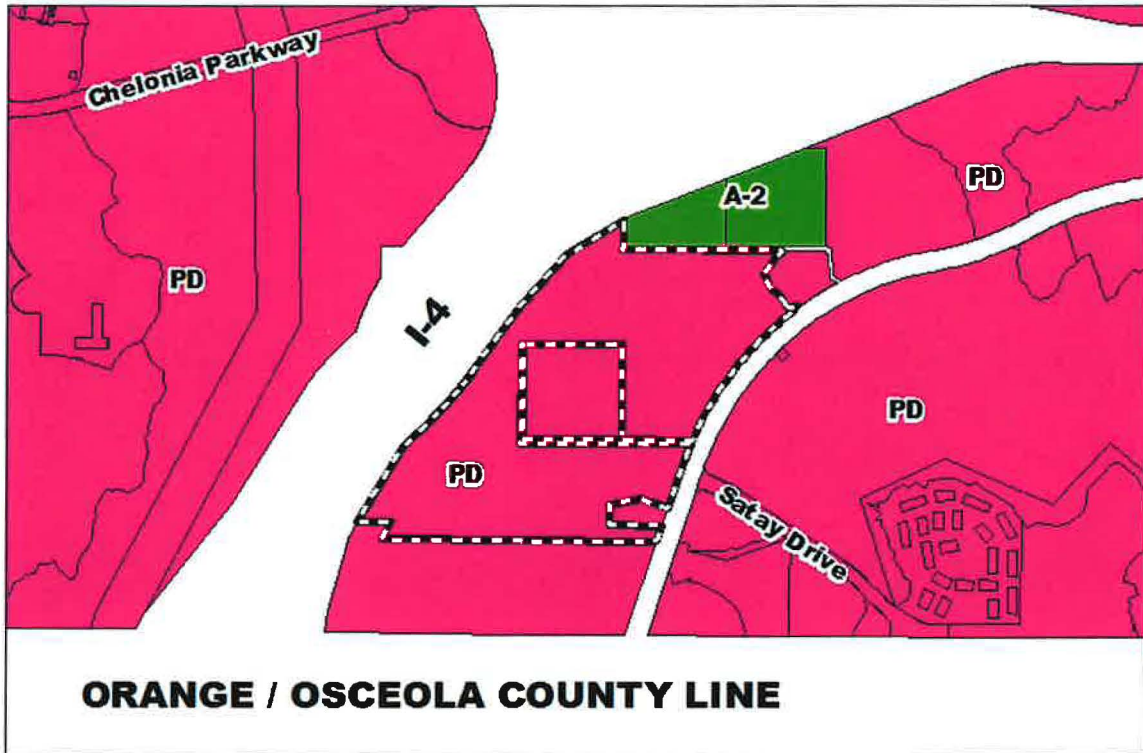 Chelonia Parkway
A-2
PD
PD
I-4
PD
PD
Satay Drive
ORANGE / OSCEOLA COUNTY LINE